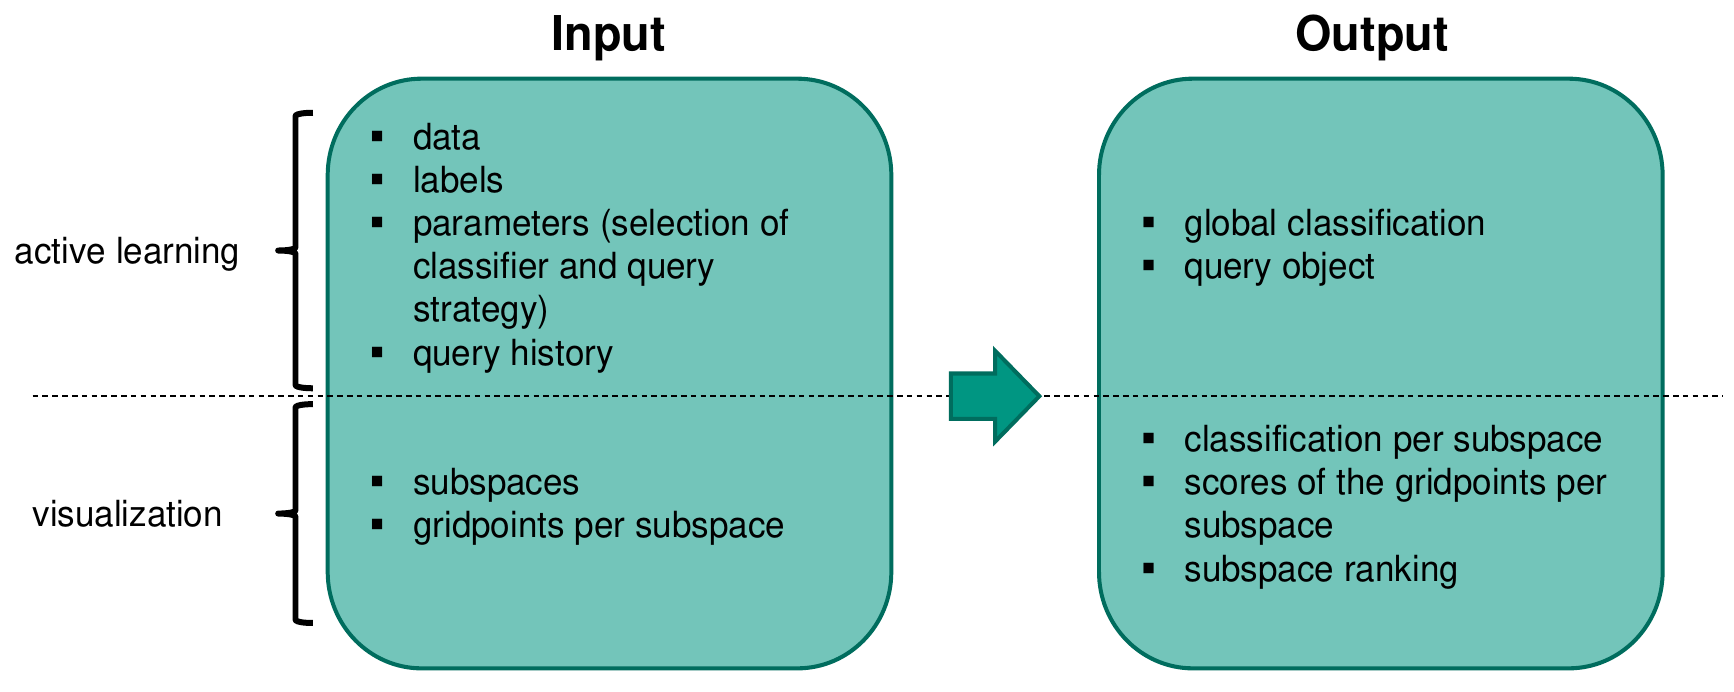 Input
Output
active learning
▪ data
▪ labels
▪ parameters (selection of
classifier and query
strategy)
▪ query history
▪ global classification
▪ query object
visualization
▪ subspaces
▪ gridpoints per subspace
▪ classification per subspace
▪ scores of the gridpoints per
subspace
▪ subspace ranking